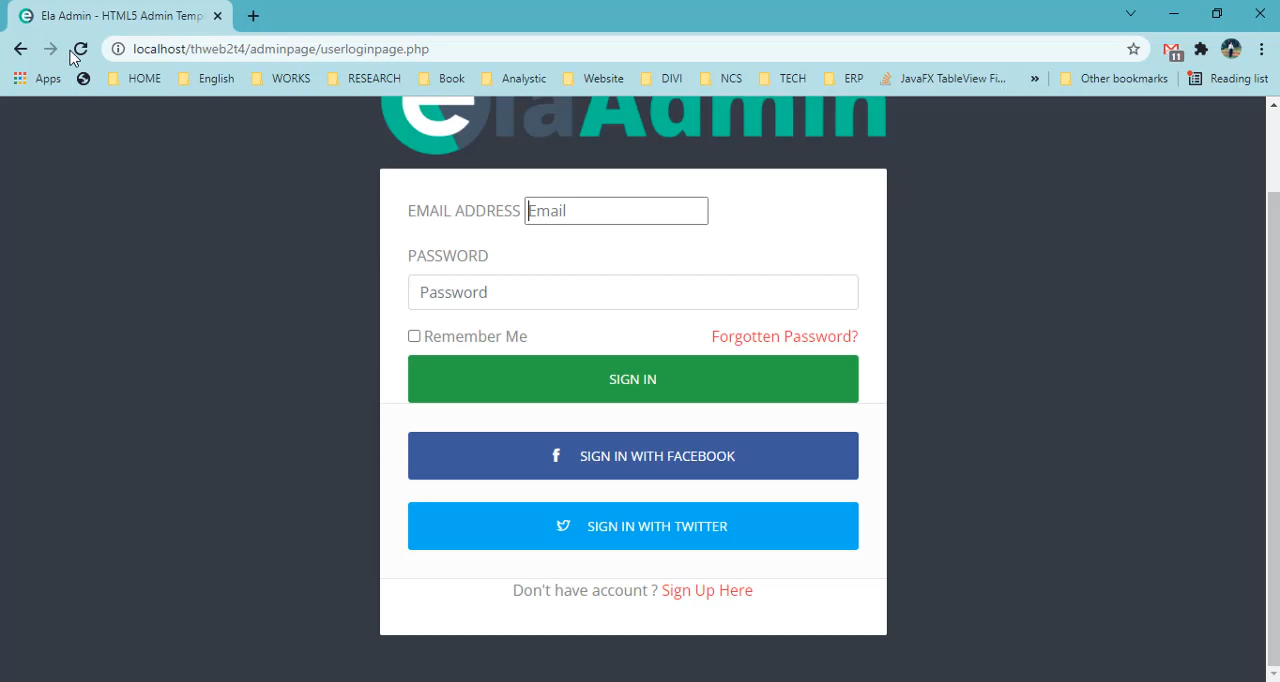 Ela Admin - HTML5 Admin Temp
localhost/thweb2t4/adminpage/userloginpage.php
11
Apps HOME English WORKS RESEARCH Book Analystic Website DIVI NCS TECH ERP JavaFX TableView Fi... » Other bookmarks Reading list
elaAdmin
EMAIL ADDRESS Email
PASSWORD
Password
Remember Me Forgotten Password?
SIGN IN
SIGN IN WITH FACEBOOK
SIGN IN WITH TWITTER
Don't have account ? Sign Up Here